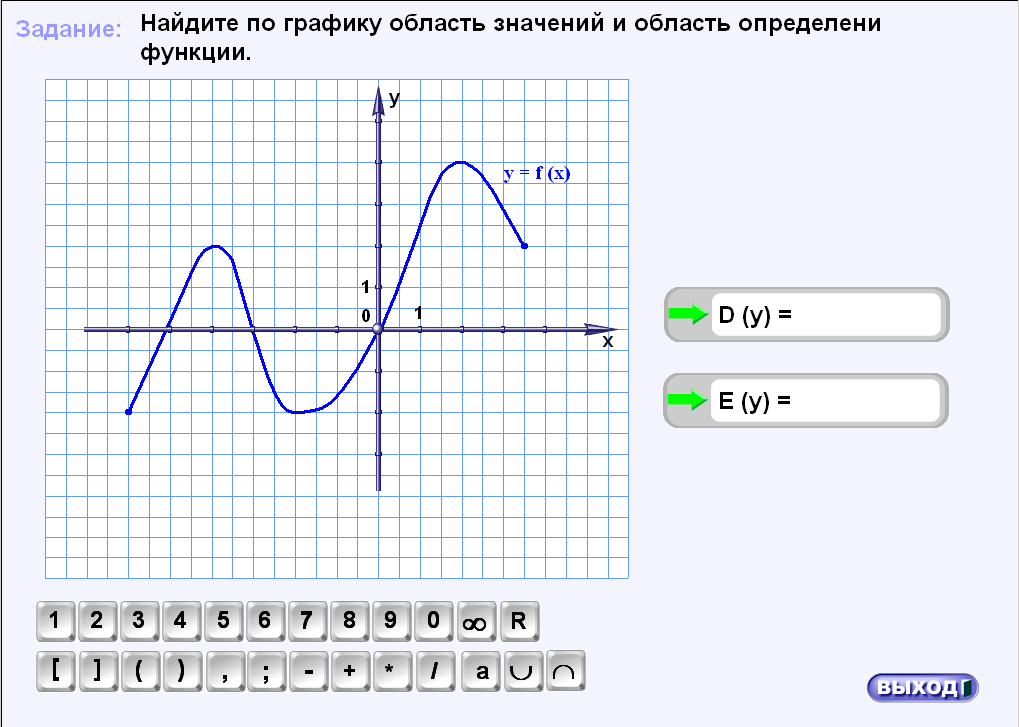 Задание: Найдите по графику область значений и область определени
функции.
y
y = f (x)
1
0 1
x
D (y) =
E (y) =
1 2 3 4 5 6 7 8 9 0 ∞ R
[ ] ( ) , ; - + * / a ∪ ∩
ВЫХОД